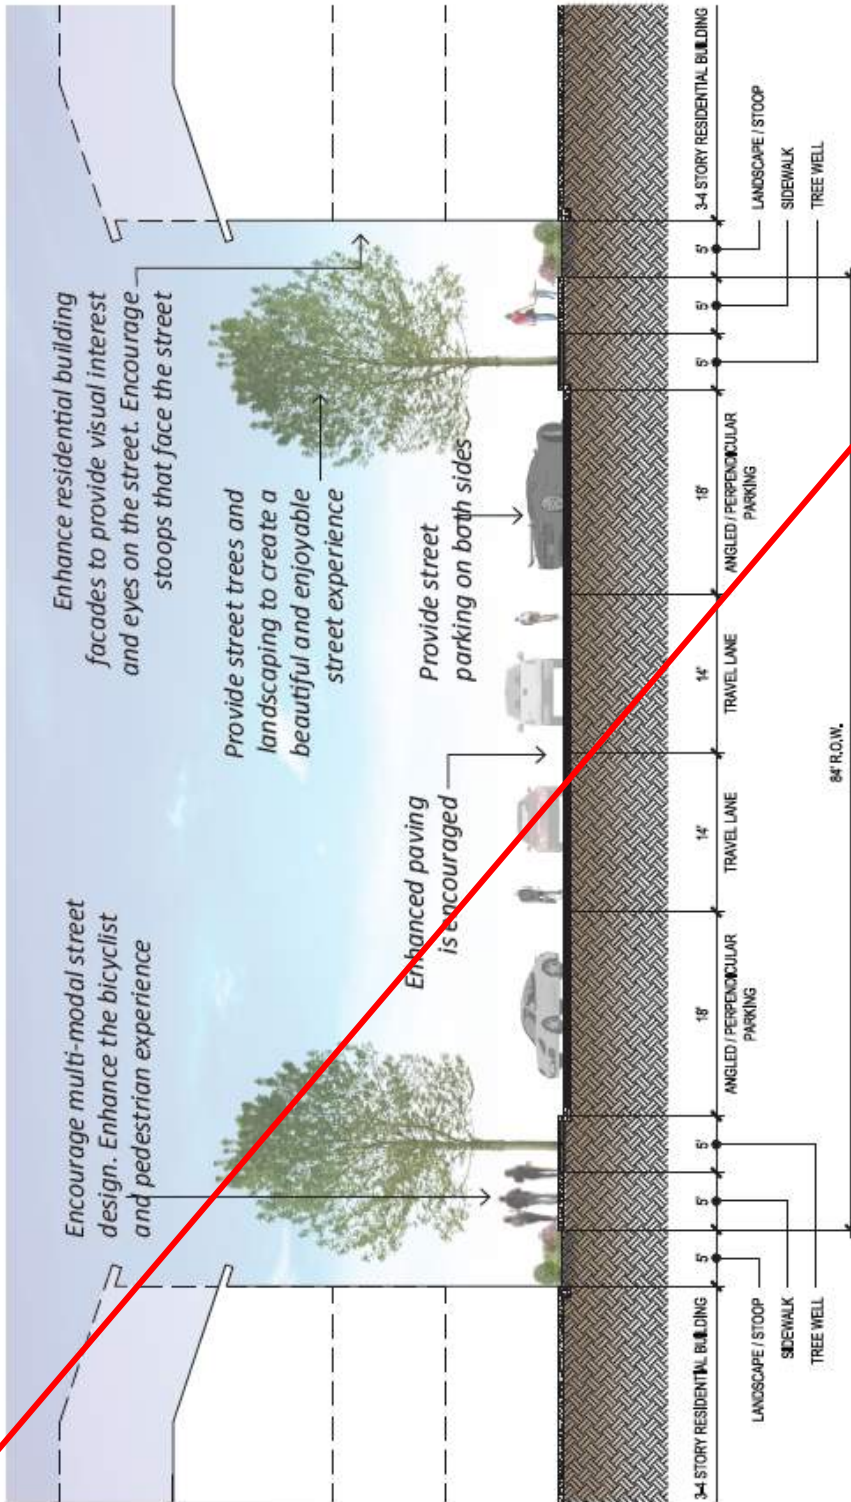 Encourage multi-modal street
design. Enhance the bicyclist
and pedestrian experience
Enhance residential building
facades to provide visual interest
and eyes on the street. Encourage
stoops that face the street
Provide street trees and
landscaping to create a
beautiful and enjoyable
street experience
Enhanced paving
is encouraged
Provide street
parking on both sides
3-4 STORY RESIDENTIAL BUILDING
5'
5'
5'
18'
14'
14'
18'
5'
5'
5'
3-4 STORY RESIDENTIAL BUILDING
ANGLED / PERPENDICULAR
PARKING
TRAVEL LANE
TRAVEL LANE
ANGLED / PERPENDICULAR
PARKING
LANDSCAPE / STOOP
SIDEWALK
TREE WELL
LANDSCAPE / STOOP
SIDEWALK
TREE WELL
84' R.O.W.